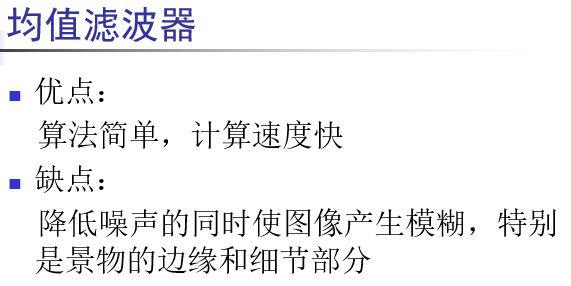 均值滤波器
优点：
算法简单，计算速度快
缺点：
降低噪声的同时使图像产生模糊，特别
是景物的边缘和细节部分